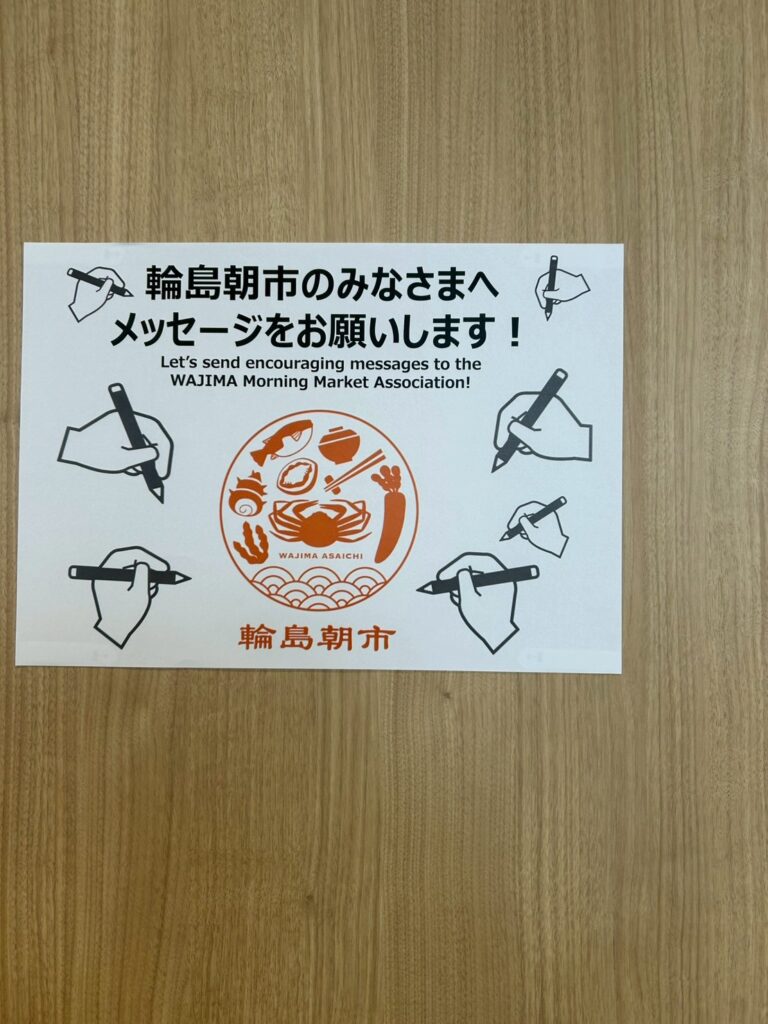 輪島朝市のみなさまへ
メッセージをお願いします！
Let's send encouraging messages to the
WAJIMA Morning Market Association!
WAJIMA ASAICHI
輪島朝市